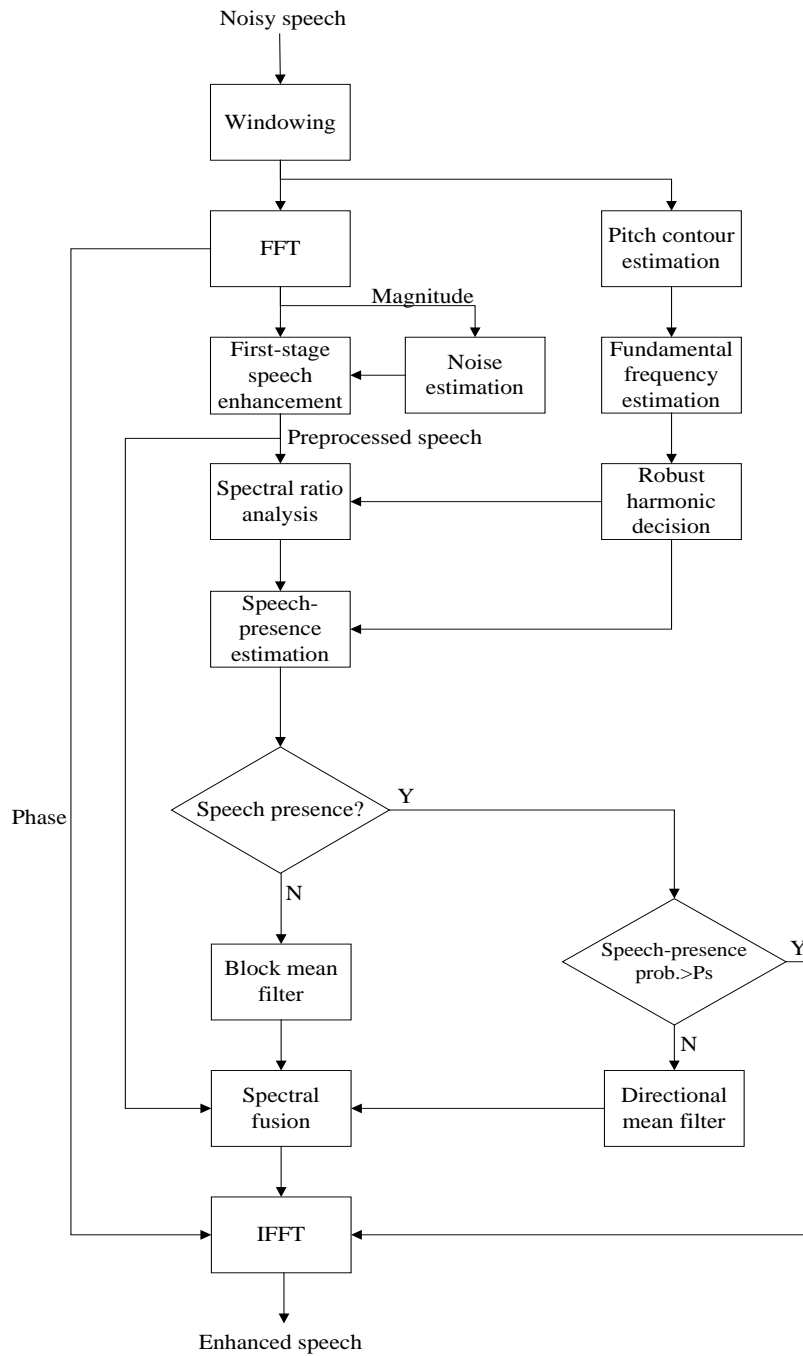 Noisy speech
Windowing
FFT
Pitch contour
estimation
Magnitude
First-stage
speech
enhancement
Noise
estimation
Fundamental
frequency
estimation
Preprocessed speech
Spectral ratio
analysis
Robust
harmonic
decision
Speech-
presence
estimation
Speech presence?
Y
Phase
N
Block mean
filter
Speech-presence
prob.>Ps
Y
N
Spectral
fusion
Directional
mean filter
IFFT
Enhanced speech